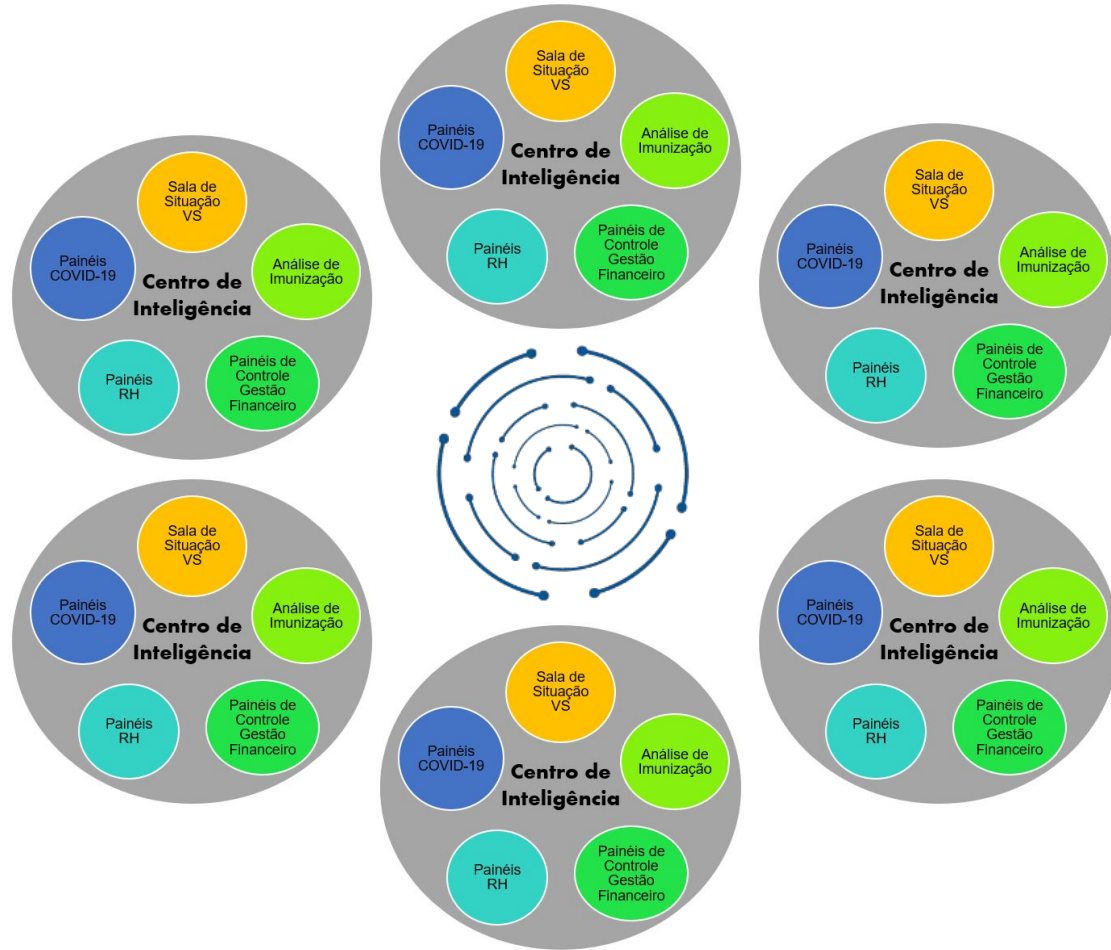 Sala de
Situação
VS
Painéis
COVID-19
Análise de
Imunização
Centro de
Inteligência
Painéis
RH
Painéis de
Controle
Gestão
Financeiro
Sala de
Situação
VS
Painéis
COVID-19
Análise de
Imunização
Centro de
Inteligência
Painéis
RH
Painéis de
Controle
Gestão
Financeiro
Sala de
Situação
VS
Painéis
COVID-19
Análise de
Imunização
Centro de
Inteligência
Painéis
RH
Painéis de
Controle
Gestão
Financeiro
Sala de
Situação
VS
Painéis
COVID-19
Análise de
Imunização
Centro de
Inteligência
Painéis
RH
Painéis de
Controle
Gestão
Financeiro
Sala de
Situação
VS
Painéis
COVID-19
Análise de
Imunização
Centro de
Inteligência
Painéis
RH
Painéis de
Controle
Gestão
Financeiro
Sala de
Situação
VS
Painéis
COVID-19
Análise de
Imunização
Centro de
Inteligência
Painéis
RH
Painéis de
Controle
Gestão
Financeiro